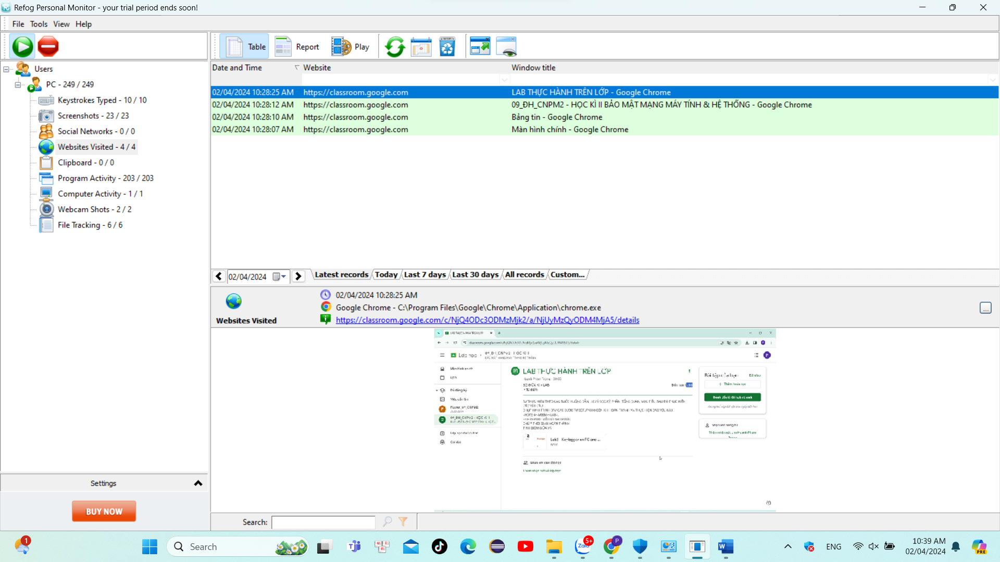 Refog Personal Monitor - your trial period ends soon!
File Tools View Help
Table Report Play
Users
PC - 249 / 249
Keystrokes Typed - 10 / 10
Screenshots - 23 / 23
Social Networks - 0 / 0
Websites Visited - 4 / 4
Clipboard - 0 / 0
Program Activity - 203 / 203
Computer Activity - 1 / 1
Webcam Shots - 2 / 2
File Tracking - 6 / 6
Date and Time Website Window title
02/04/2024 10:28:25 AM https://classroom.google.com LAB THỰC HÀNH TRÊN LỚP - Google Chrome
02/04/2024 10:28:12 AM https://classroom.google.com 09_ĐH_CNPM2 - HỌC KÌ II BẢO MẬT MẠNG MÁY TÍNH & HỆ THỐNG - Google Chrome
02/04/2024 10:28:10 AM https://classroom.google.com Bảng tin - Google Chrome
02/04/2024 10:28:07 AM https://classroom.google.com Màn hình chính - Google Chrome
02/04/2024 Latest records Today Last 7 days Last 30 days All records Custom...
Websites Visited
02/04/2024 10:28:25 AM
Google Chrome - C:\Program Files\Google\Chrome\Application\chrome.exe
https://classroom.google.com/c/NjQ4ODc3ODMzMjk2/a/NjUyMzQyODM4MjA5/details
...
LAB THỰC HÀNH TRÊN LỚP
Settings
BUY NOW
Search:
1
Search
5+
Zalo
P
ENG
10:39 AM
02/04/2024
PRE